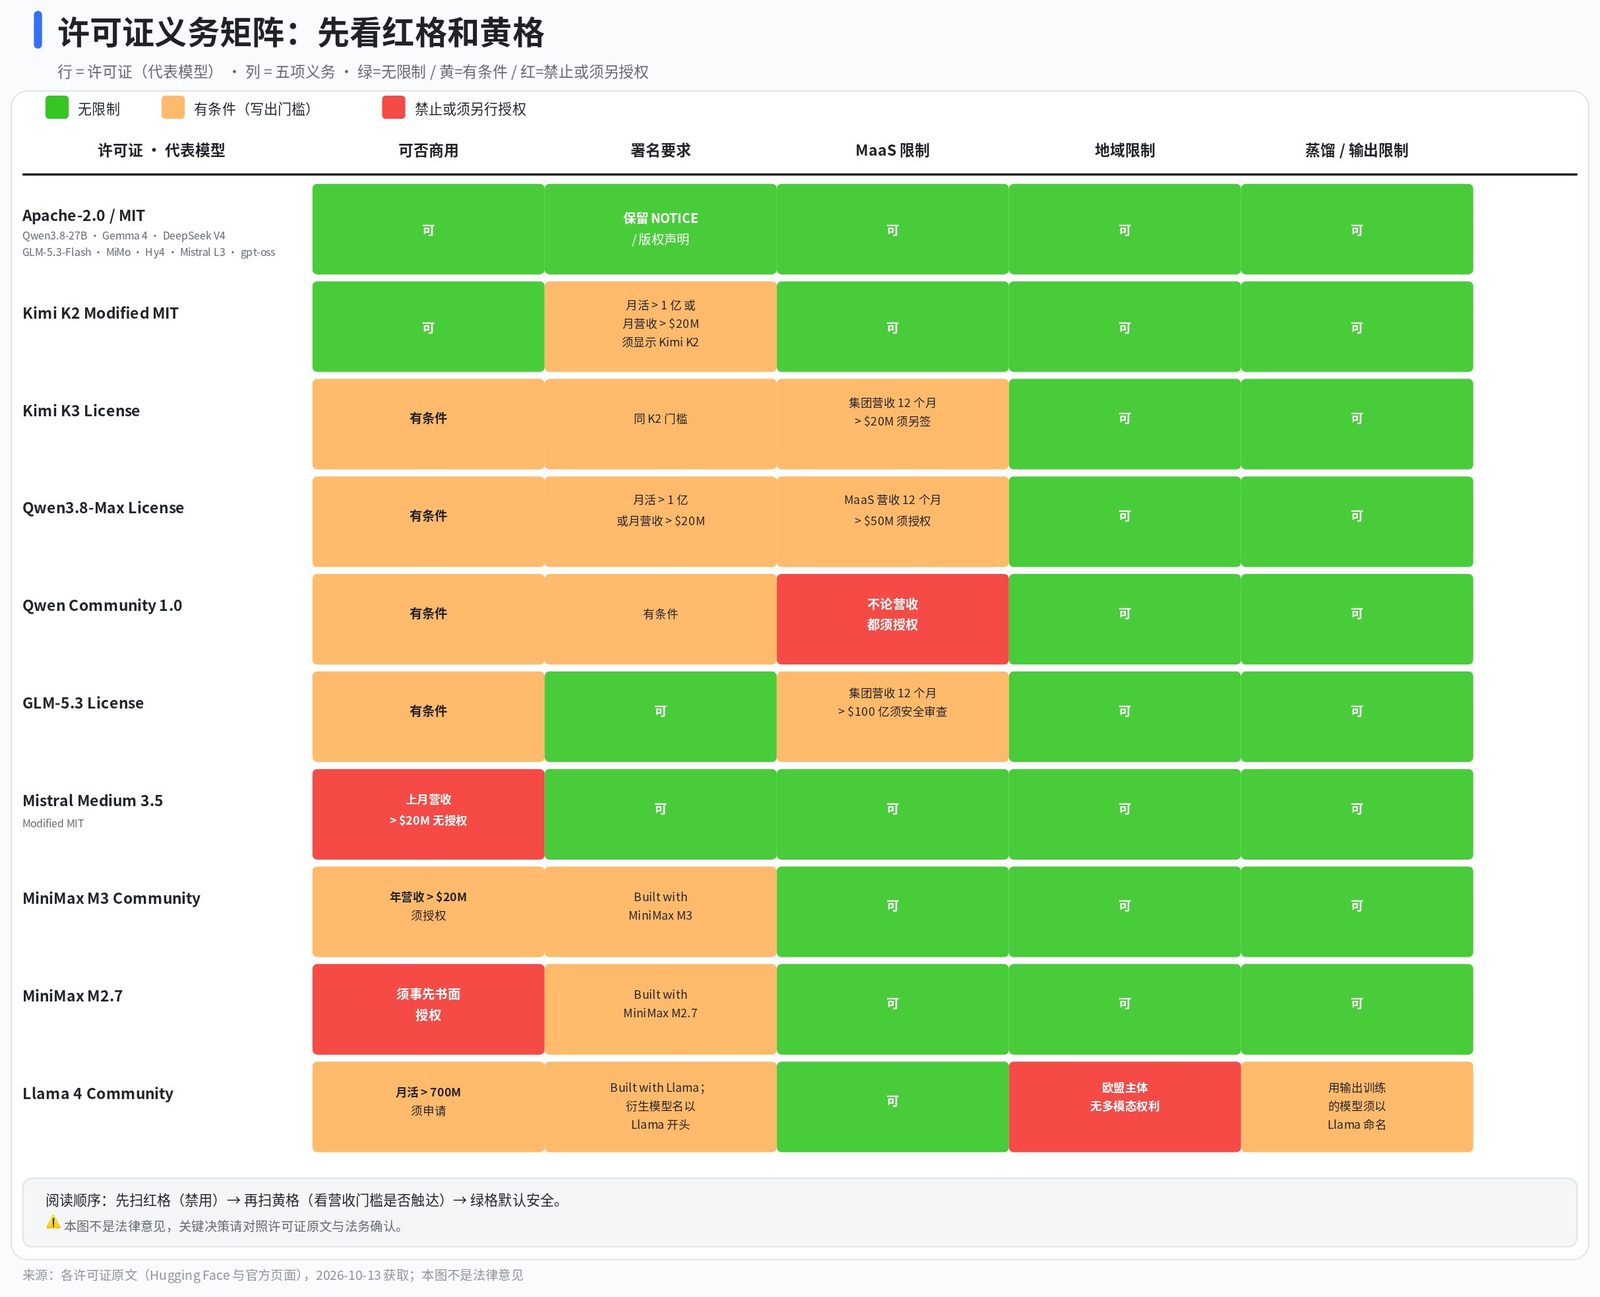 许可证义务矩阵：先看红格和黄格
行 = 许可证（代表模型） · 列 = 五项义务 · 绿=无限制 / 黄=有条件 / 红=禁止或须另授权
无限制
有条件（写出门槛）
禁止或须另行授权
许可证 · 代表模型
可否商用
署名要求
MaaS 限制
地域限制
蒸馏 / 输出限制
Apache-2.0 / MIT
Qwen3.8-27B · Gemma 4 · DeepSeek V4
GLM-5.3-Flash · MiMo · Hy4 · Mistral L3 · gpt-oss
可
保留 NOTICE
/ 版权声明
可
可
可
Kimi K2 Modified MIT
可
月活 > 1 亿 或
月营收 > $20M
须显示 Kimi K2
可
可
可
Kimi K3 License
有条件
同 K2 门槛
集团营收 12 个月
> $20M 须另签
可
可
Qwen3.8-Max License
有条件
月活 > 1 亿
或月营收 > $20M
MaaS 营收 12 个月
> $50M 须授权
可
可
Qwen Community 1.0
有条件
有条件
不论营收
都须授权
可
可
GLM-5.3 License
有条件
可
集团营收 12 个月
> $100 亿须安全审查
可
可
Mistral Medium 3.5
Modified MIT
上月营收
> $20M 无授权
可
可
可
可
MiniMax M3 Community
年营收 > $20M
须授权
Built with
MiniMax M3
可
可
可
MiniMax M2.7
须事先书面
授权
Built with
MiniMax M2.7
可
可
可
Llama 4 Community
月活 > 700M
须申请
Built with Llama；
衍生模型名以
Llama 开头
可
欧盟主体
无多模态权利
用输出训练
的模型须以
Llama 命名
阅读顺序：先扫红格（禁用）→ 再扫黄格（看营收门槛是否触达）→ 绿格默认安全。
⚠️ 本图不是法律意见，关键决策请对照许可证原文与法务确认。
来源：各许可证原文（Hugging Face 与官方页面），2026-10-13 获取；本图不是法律意见